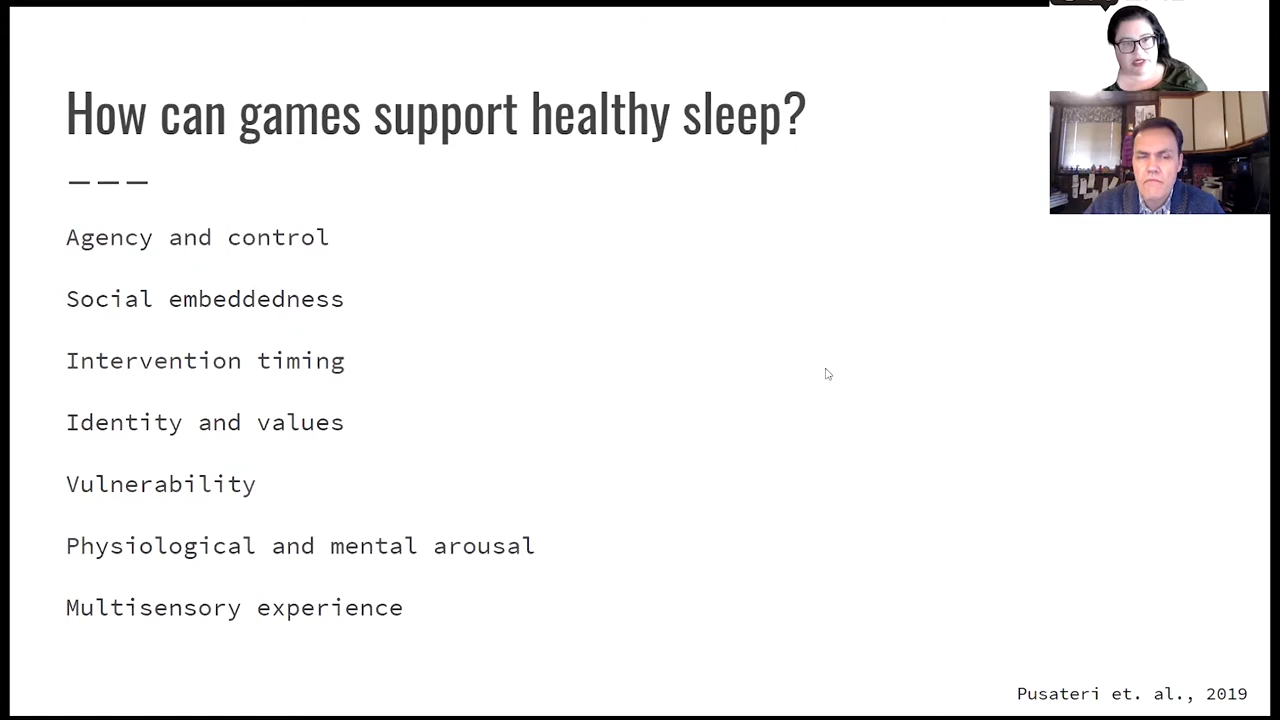 How can games support healthy sleep?
Agency and control
Social embeddedness
Intervention timing
Identity and values
Vulnerability
Physiological and mental arousal
Multisensory experience
Pusateri et. al., 2019